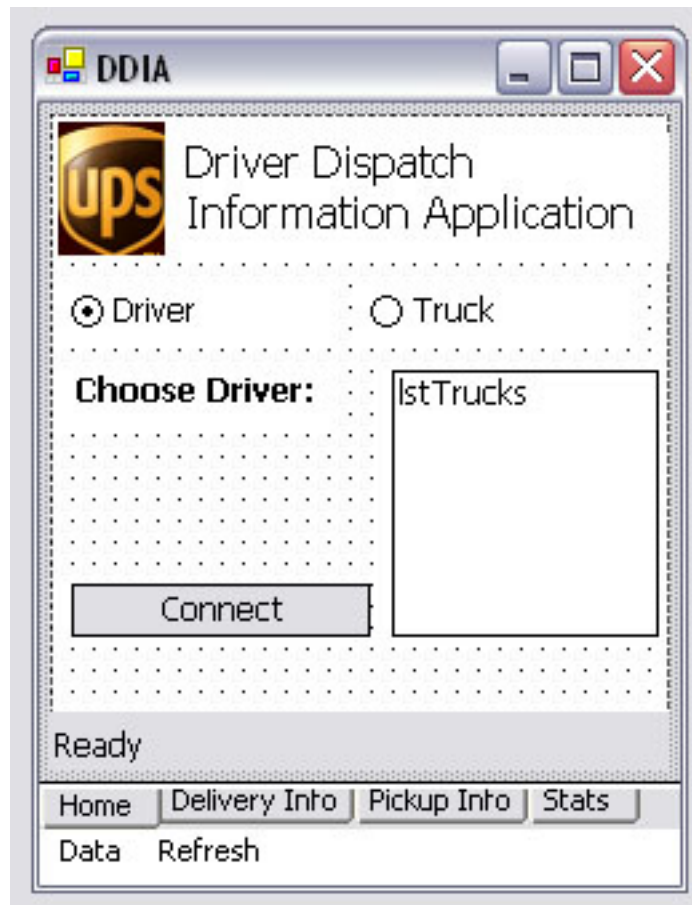 DDIA
ups
Driver Dispatch
Information Application
Driver
Truck
Choose Driver:
lstTrucks
Connect
Ready
Home
Delivery Info
Pickup Info
Stats
Data
Refresh